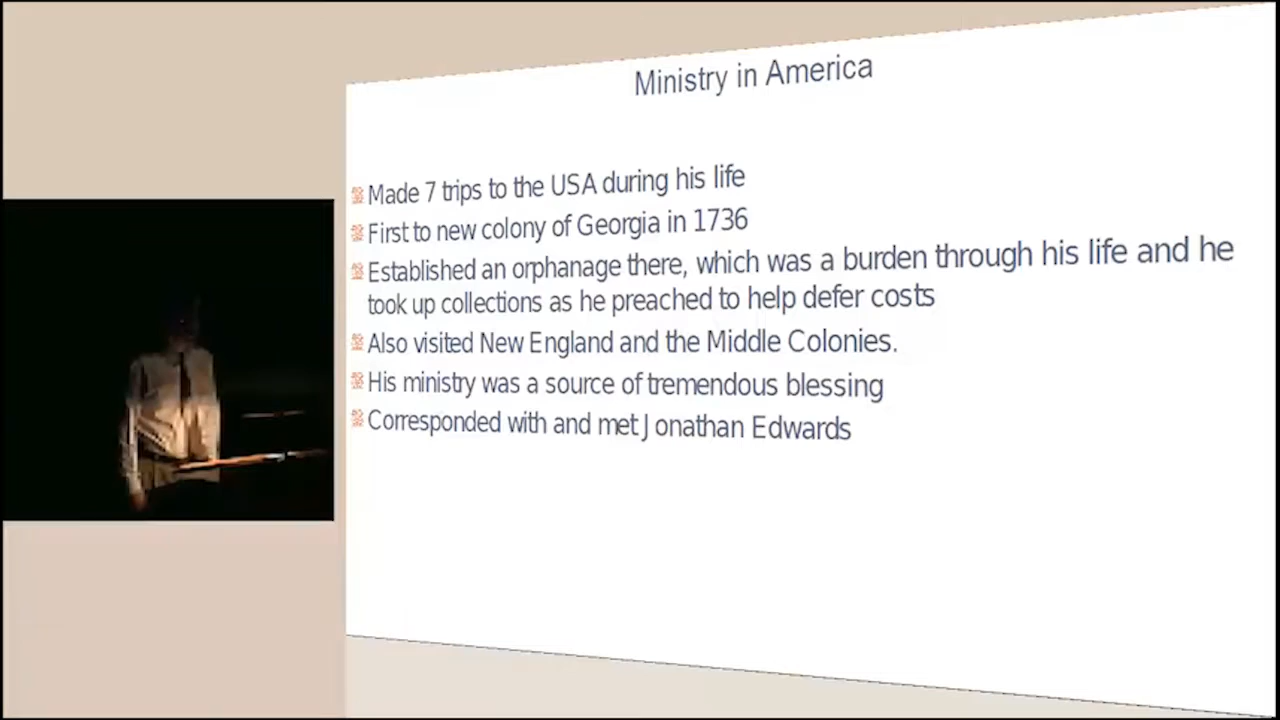 Ministry in America
Made 7 trips to the USA during his life
First to new colony of Georgia in 1736
Established an orphanage there, which was a burden through his life and he
took up collections as he preached to help defer costs
Also visited New England and the Middle Colonies.
His ministry was a source of tremendous blessing
Corresponded with and met Jonathan Edwards